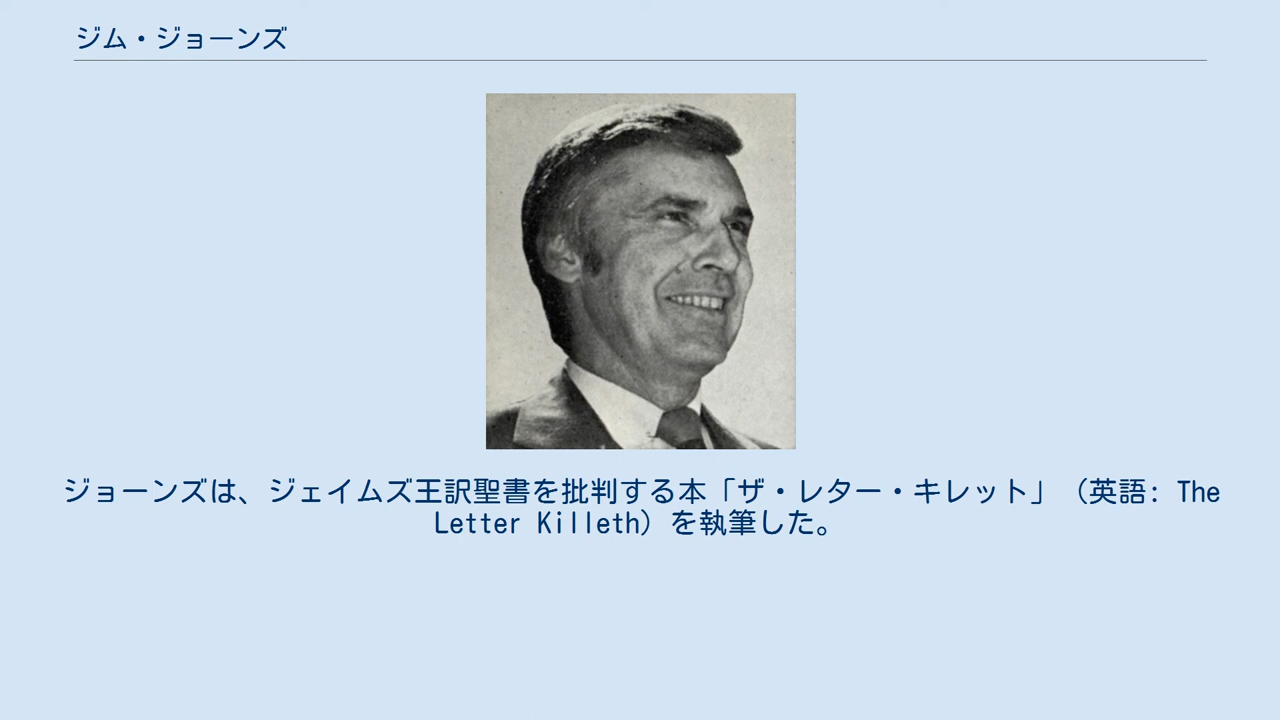 ジム・ジョーンズ
ジョーンズは、ジェイムズ王訳聖書を批判する本「ザ・レター・キレット」（英語: The
Letter Killeth）を執筆した。